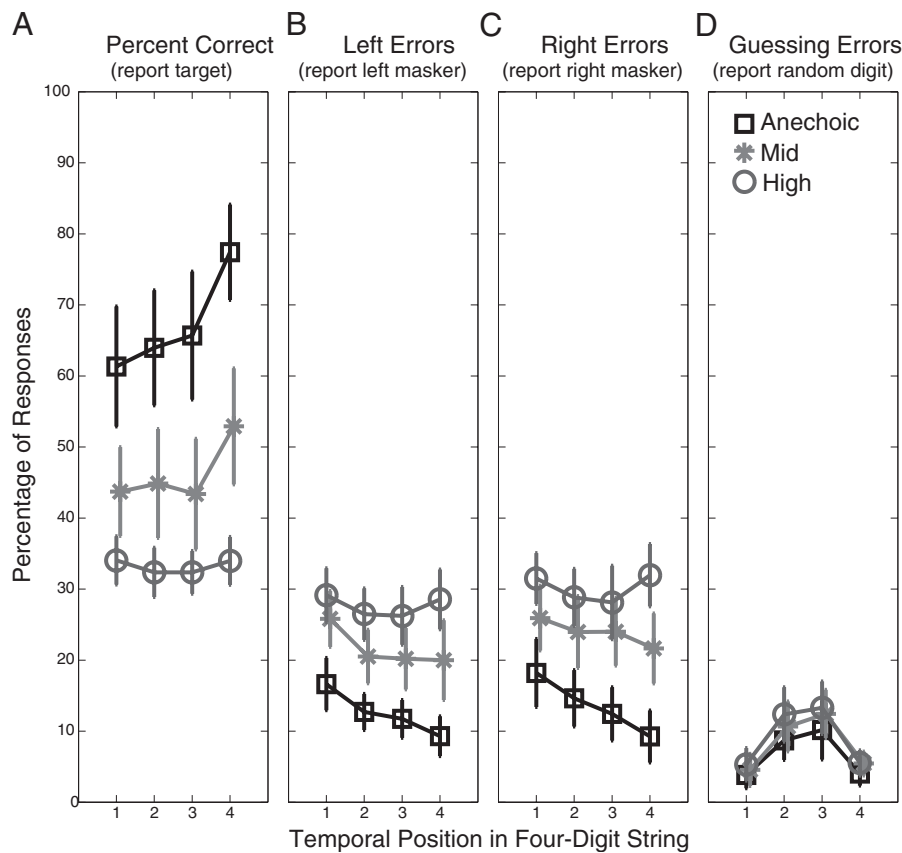 A
Percent Correct
(report target)
B
Left Errors
(report left masker)
C
Right Errors
(report right masker)
D
Guessing Errors
(report random digit)
Percentage of Responses
100
90
80
70
60
50
40
30
20
10
0
Anechoic
Mid
High
1 2 3 4
1 2 3 4
1 2 3 4
1 2 3 4
Temporal Position in Four-Digit String